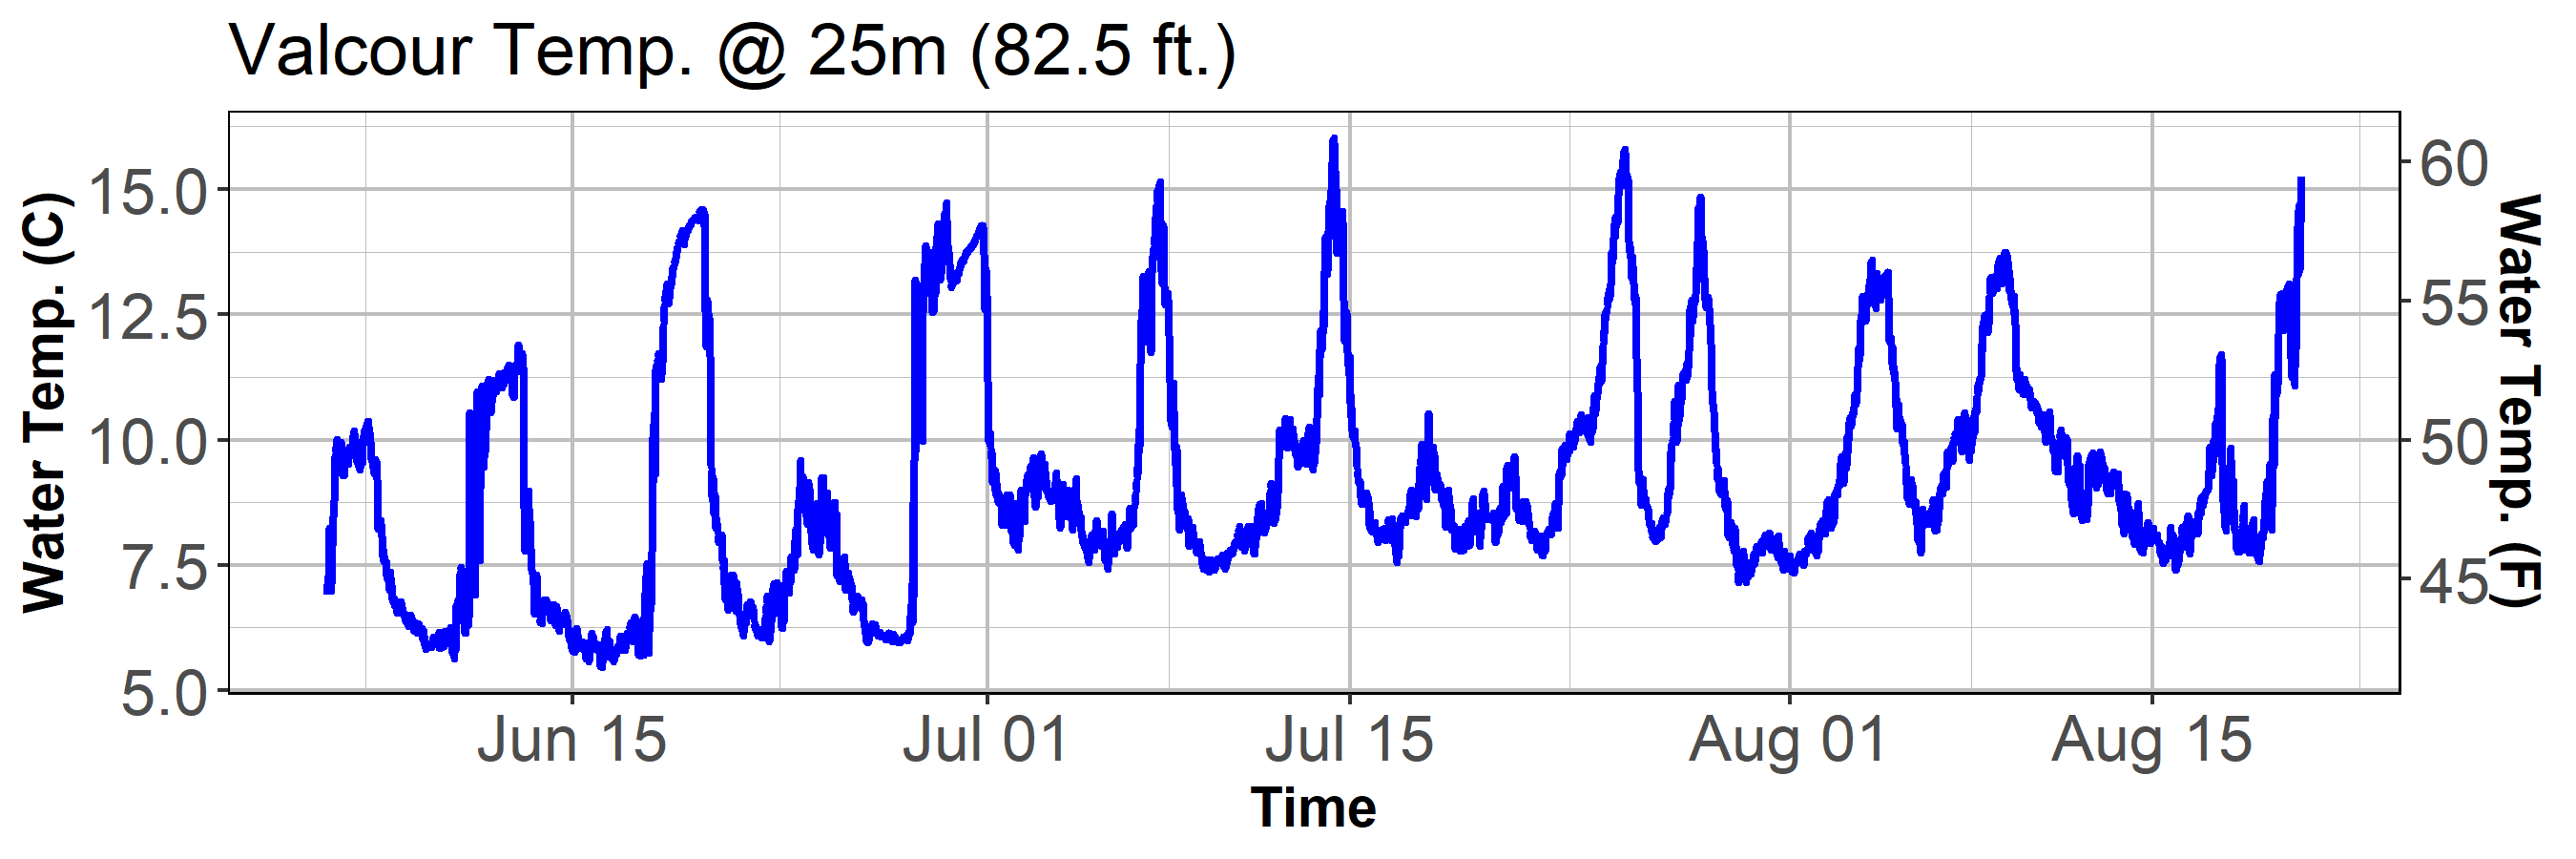 Valcour Temp. @ 25m (82.5 ft.)
Water Temp. (C)
15.0
12.5
10.0
7.5
5.0
60
55
50
45
Water Temp. (F)
Jun 15
Jul 01
Jul 15
Aug 01
Aug 15
Time